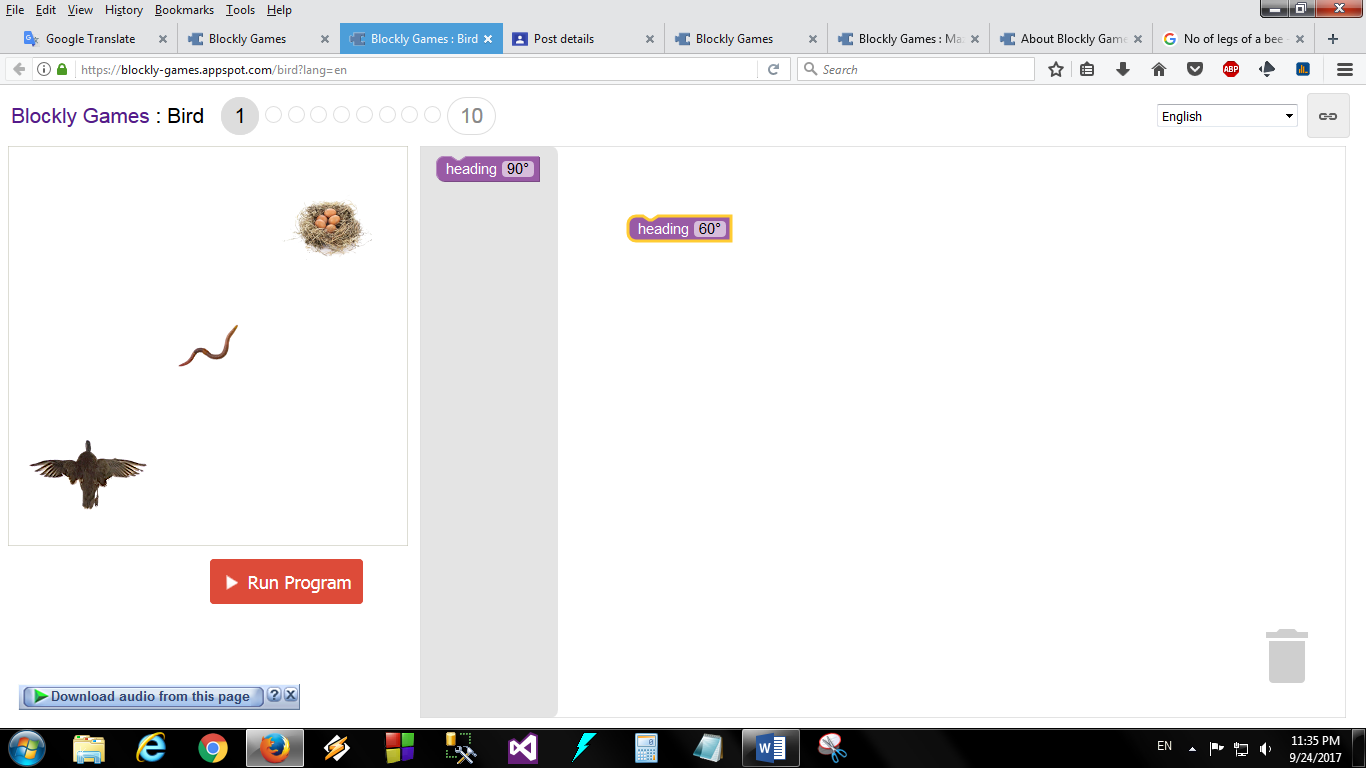 File Edit View History Bookmarks Tools Help
Google Translate Blockly Games Blockly Games : Bird Post details Blockly Games Blockly Games : Ma About Blockly Game No of legs of a bee -
https://blockly-games.appspot.com/bird?lang=en Search ABP
Blockly Games : Bird 1 10 English
heading 90°
heading 60°
Run Program
Download audio from this page ? X
EN 11:35 PM
9/24/2017